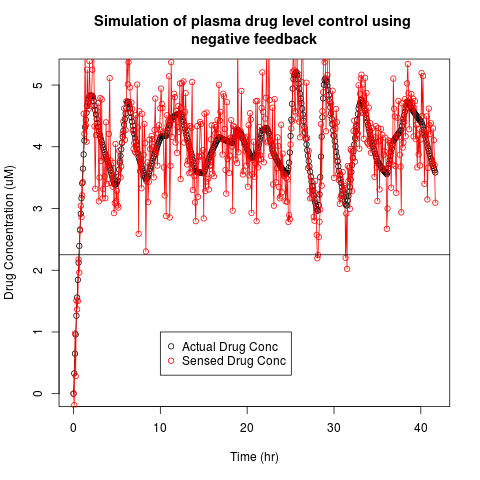 Simulation of plasma drug level control using
negative feedback
Drug Concentration (uM)
5
4
3
2
1
0
Actual Drug Conc
Sensed Drug Conc
0 10 20 30 40
Time (hr)